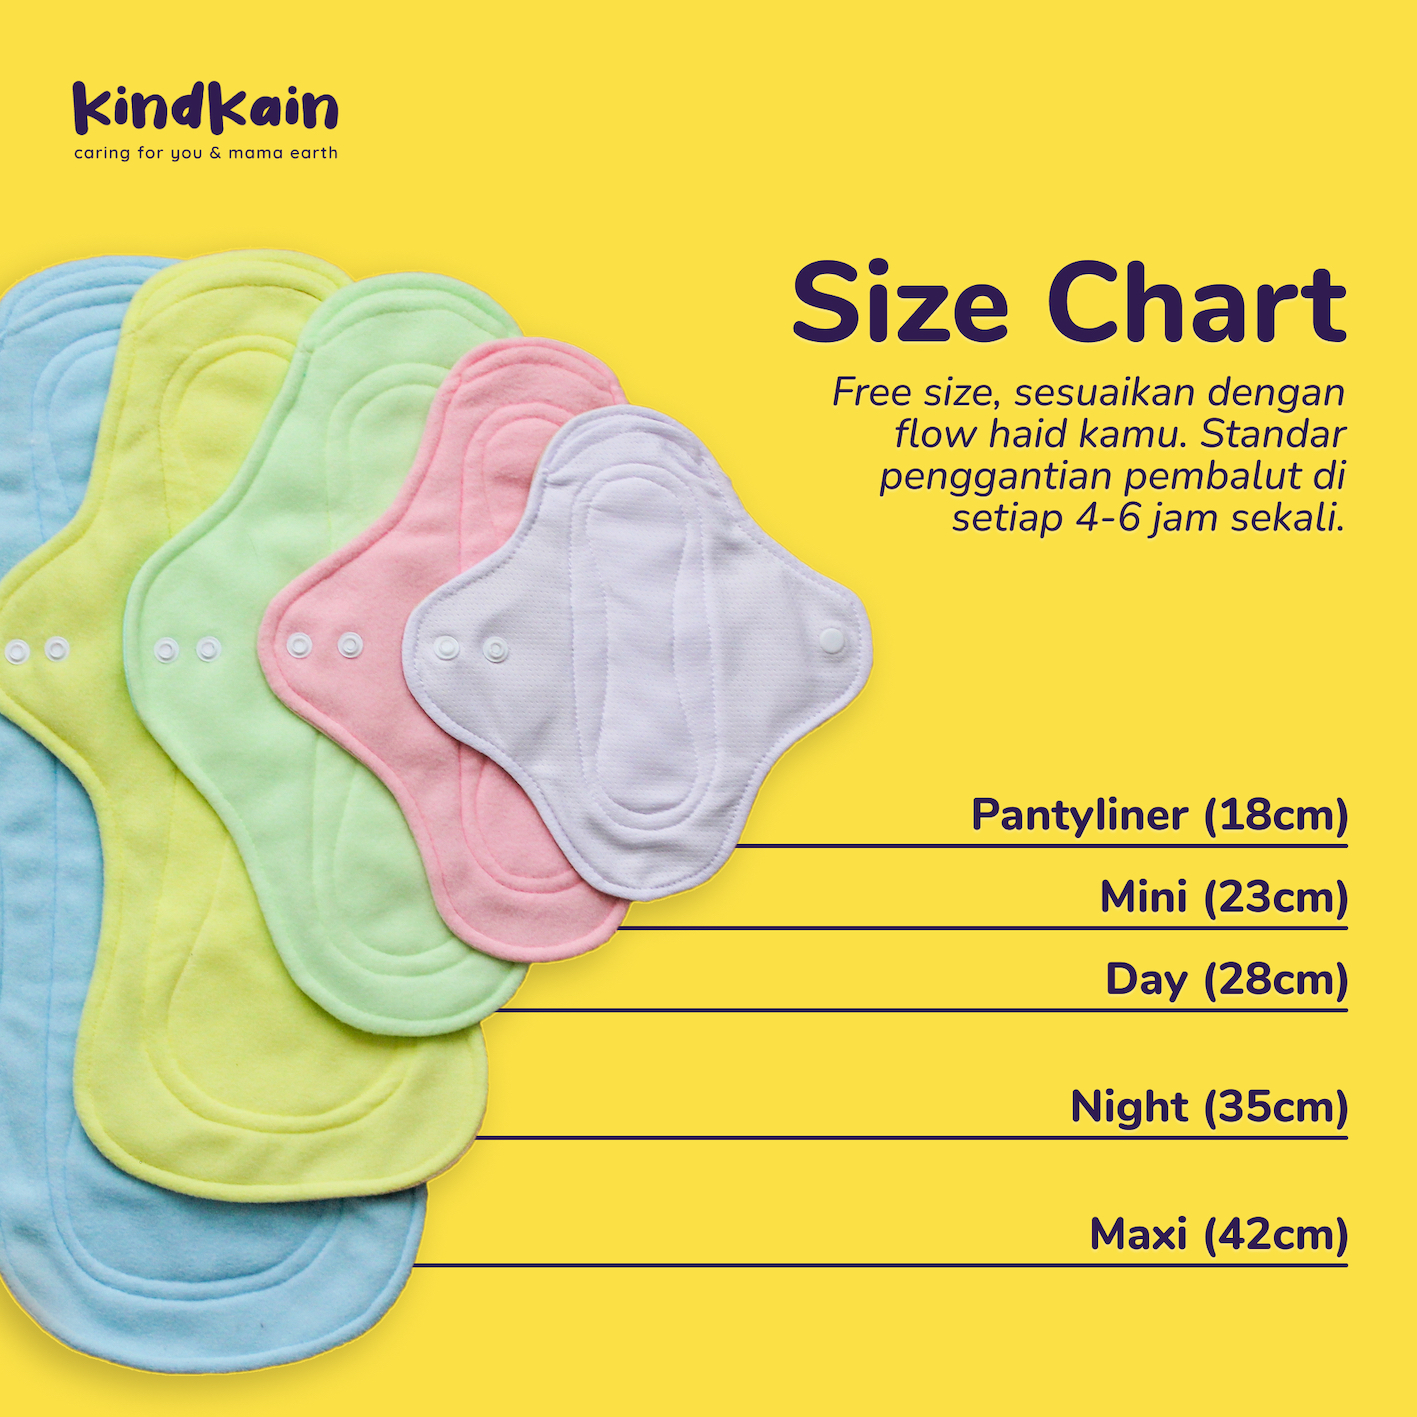 kindkain
caring for you & mama earth
Size Chart
Free size, sesuaikan dengan
flow haid kamu. Standar
penggantian pembalut di
setiap 4-6 jam sekali.
Pantyliner (18cm)
Mini (23cm)
Day (28cm)
Night (35cm)
Maxi (42cm)